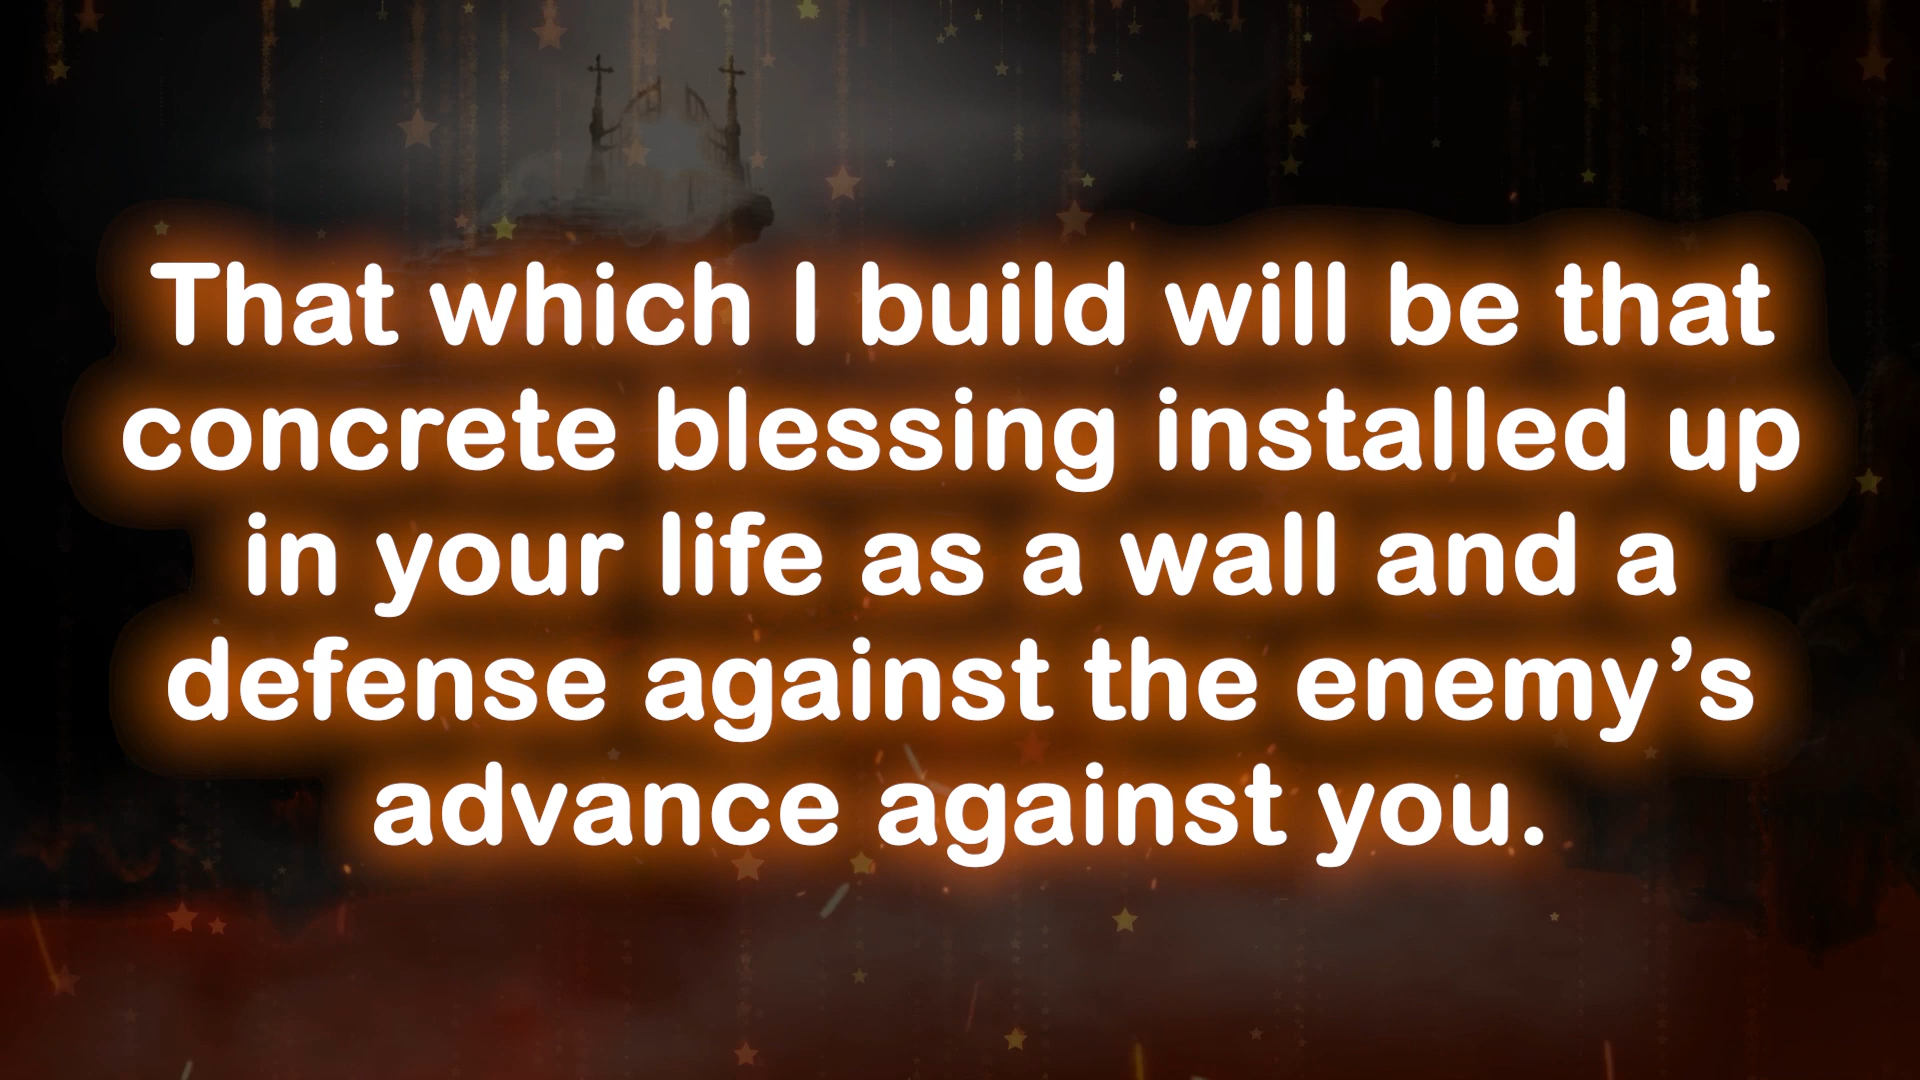 That which I build will be that
concrete blessing installed up
in your life as a wall and a
defense against the enemy’s
advance against you.